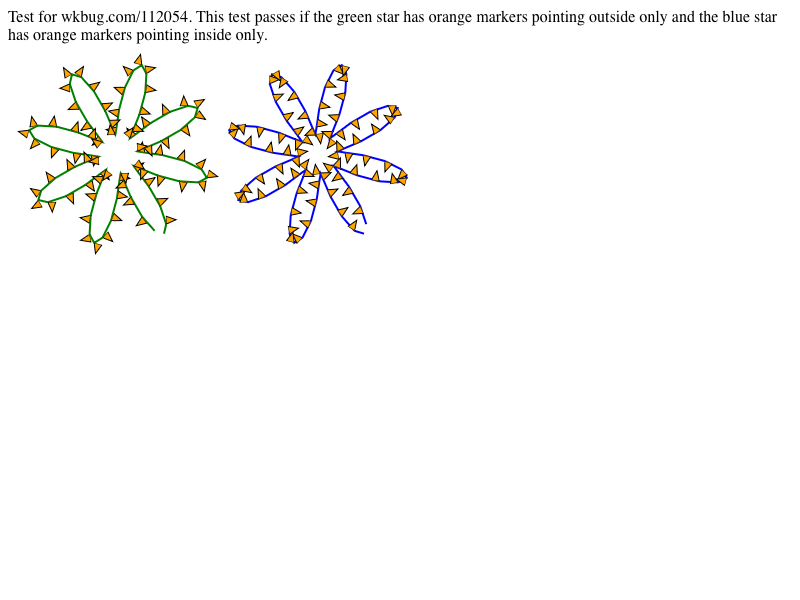 Test for wkbug.com/112054. This test passes if the green star has orange markers pointing outside only and the blue star
has orange markers pointing inside only.